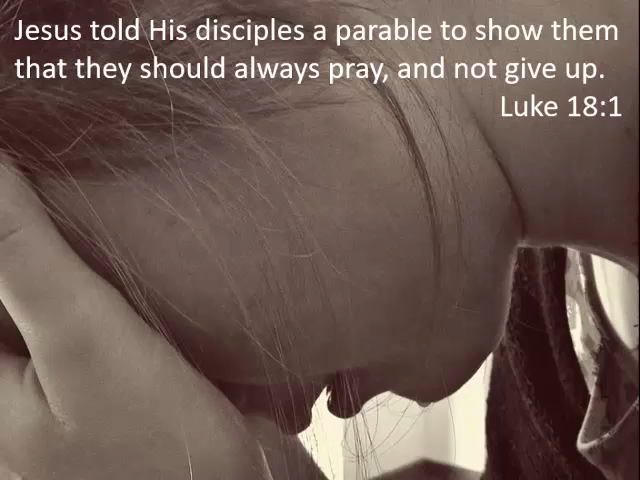 Jesus told His disciples a parable to show them
that they should always pray, and not give up.
Luke 18:1